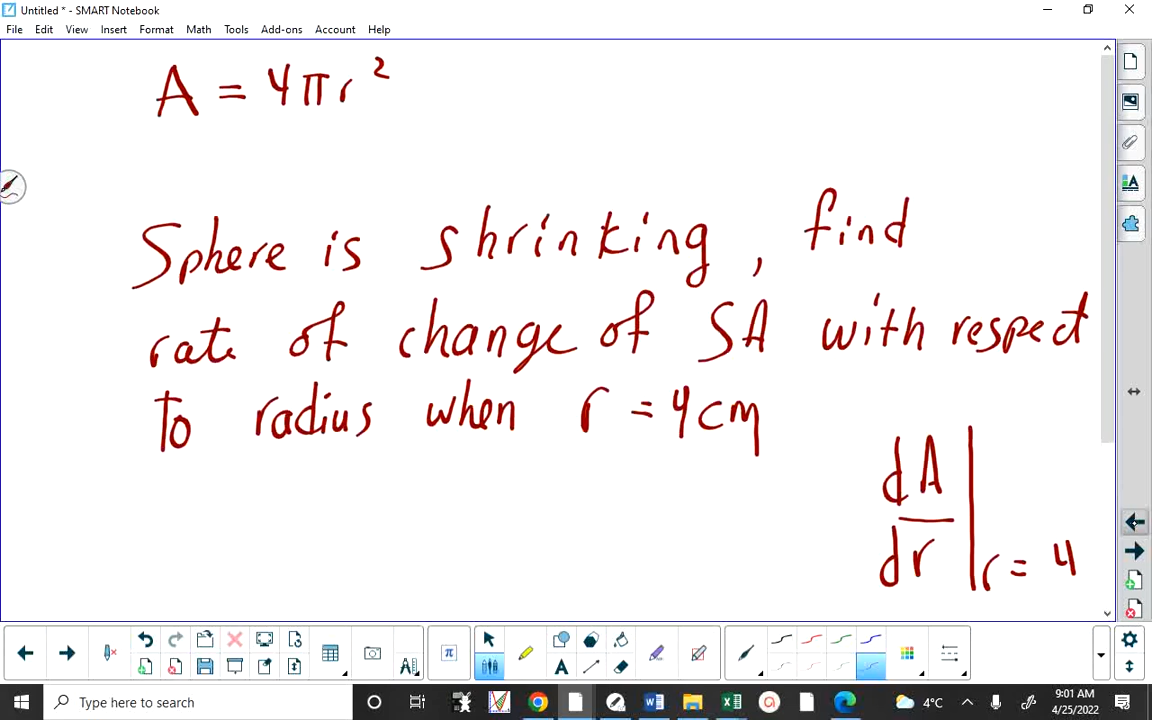 Untitled * - SMART Notebook
File Edit View Insert Format Math Tools Add-ons Account Help
A = 4πr²
Sphere is shrinking, find
rate of change of SA with respect
to radius when r = 4cm
dA
dr
r = 4
π
A
Type here to search
4°C
9:01 AM
4/25/2022